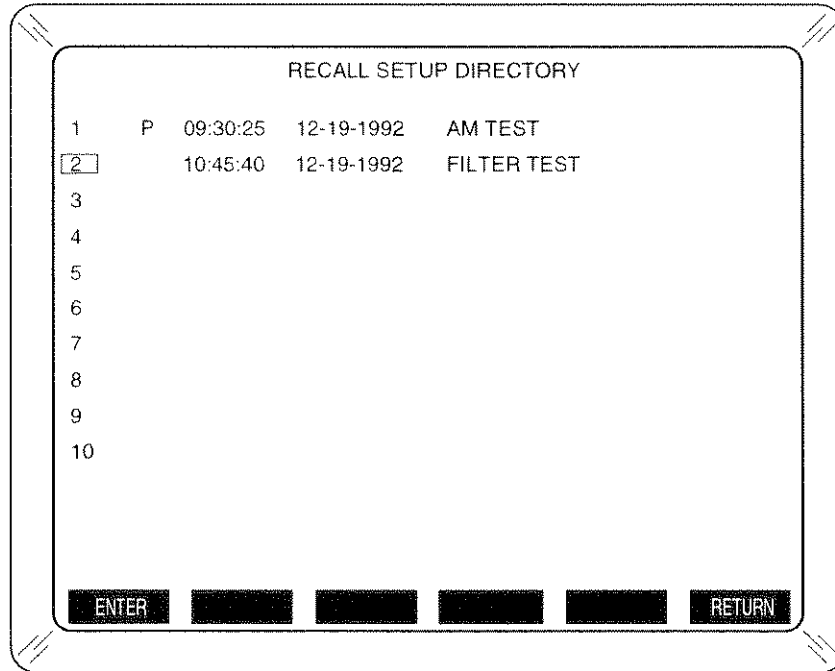 RECALL SETUP DIRECTORY
1 P 09:30:25 12-19-1992 AM TEST
2 10:45:40 12-19-1992 FILTER TEST
3
4
5
6
7
8
9
10
ENTER RETURN